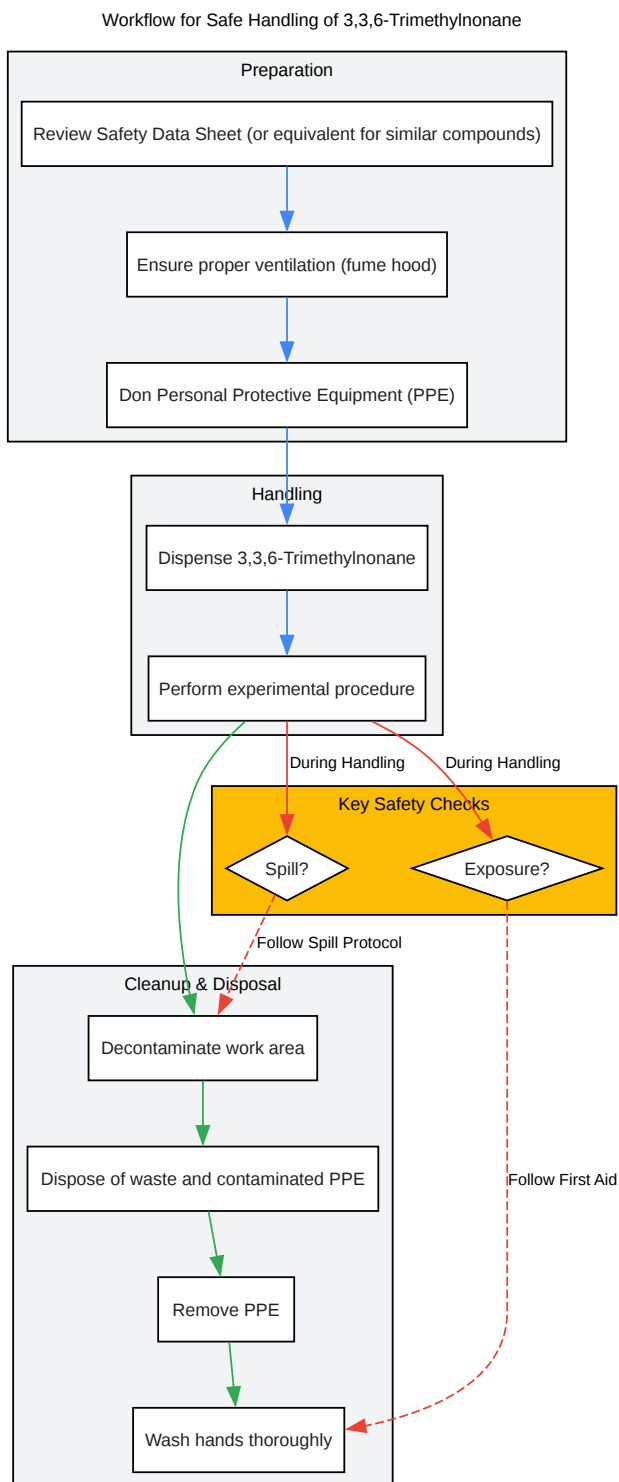 Workflow for Safe Handling of 3,3,6-Trimethylnonane
Preparation
Review Safety Data Sheet (or equivalent for similar compounds)
Ensure proper ventilation (fume hood)
Don Personal Protective Equipment (PPE)
Handling
Dispense 3,3,6-Trimethylnonane
Perform experimental procedure
During Handling
During Handling
Key Safety Checks
Spill?
Exposure?
Follow Spill Protocol
Cleanup & Disposal
Decontaminate work area
Dispose of waste and contaminated PPE
Follow First Aid
Remove PPE
Wash hands thoroughly